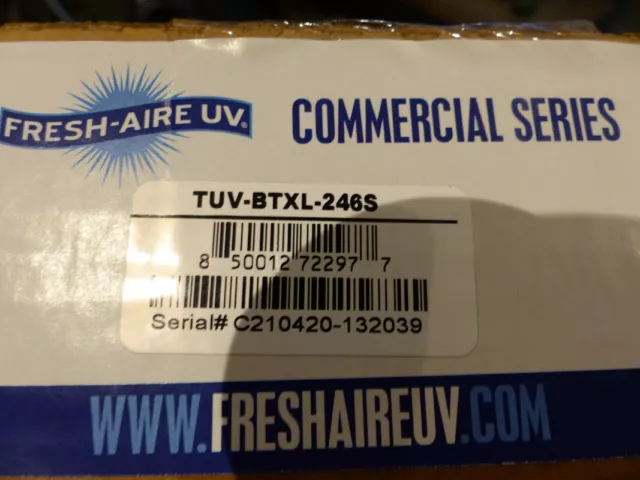 FRESH-AIRE UV®
COMMERCIAL SERIES
TUV-BTXL-246S
8 50012 72297 7
Serial# C210420-132039
WWW.FRESHAIREUV.COM